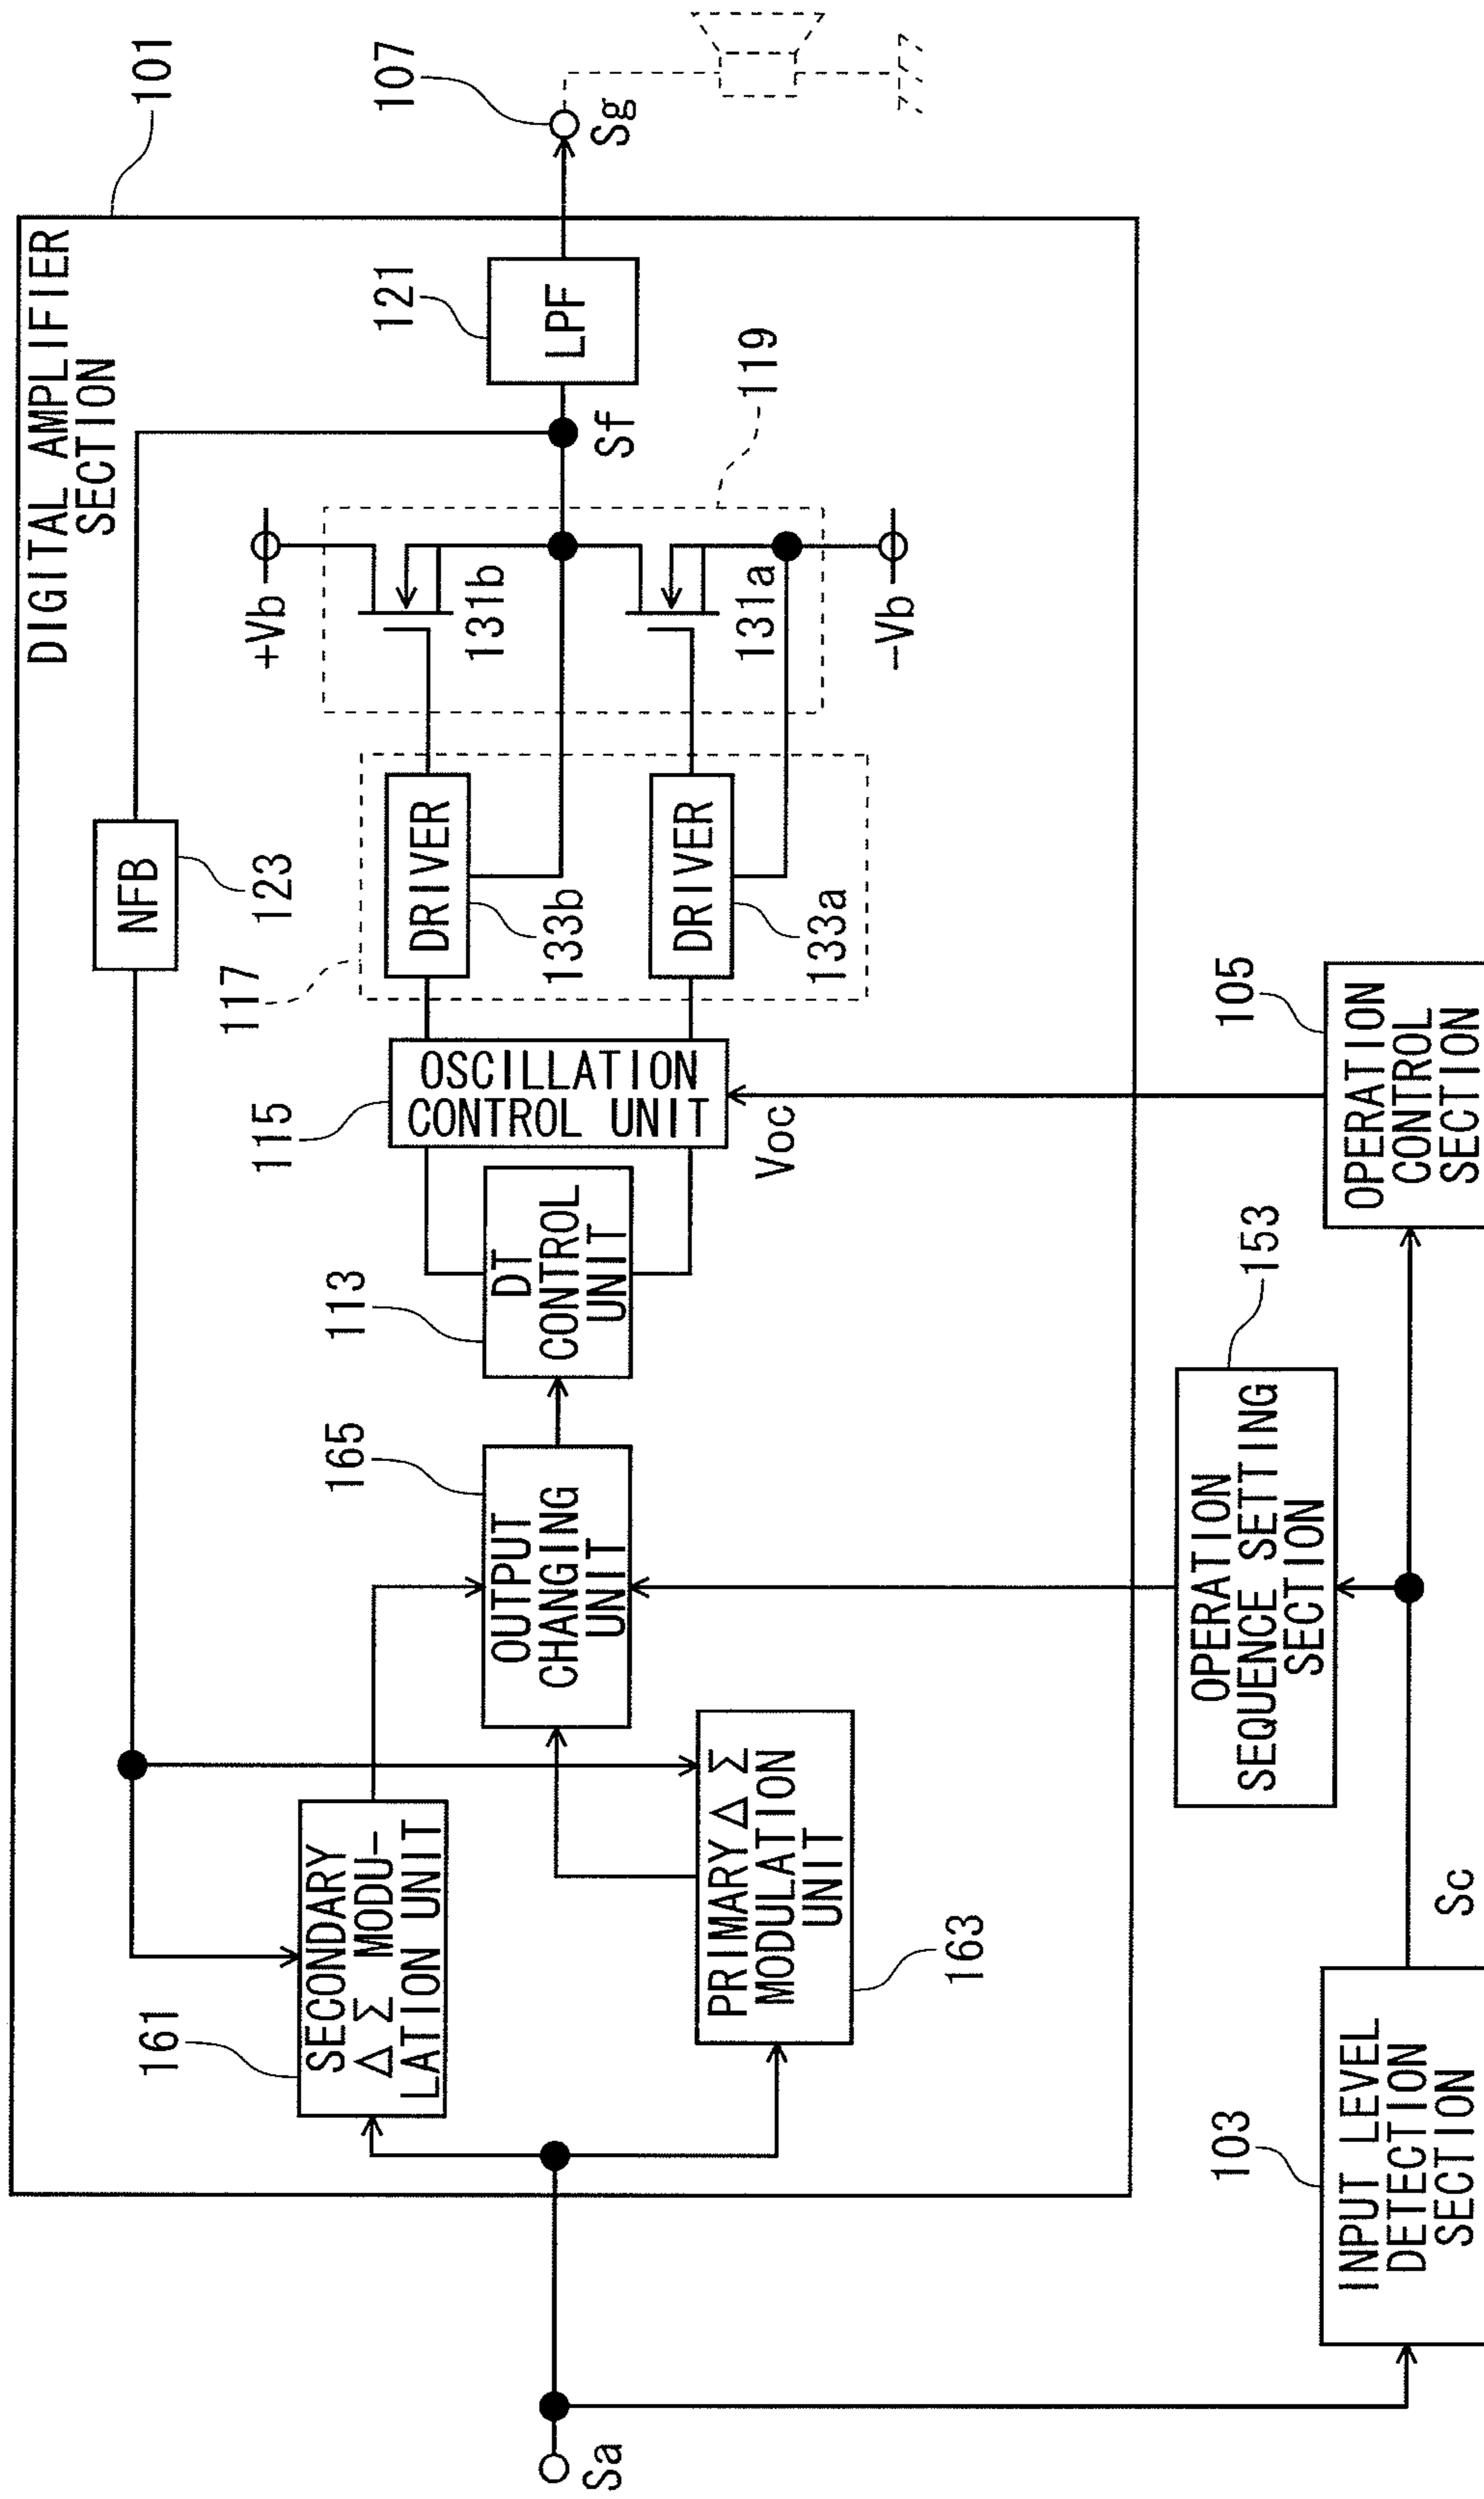 DIGITAL AMPLIFIER
SECTION
101
NFB
123
161
SECONDARY
ΔΣ MODU-
LATION UNIT
165
OUTPUT
CHANGING
UNIT
113
DT
CONTROL
UNIT
115
OSCILLATION
CONTROL UNIT
Voc
117
DRIVER
133b
DRIVER
133a
+Vb
131b
131a
-Vb
119
Sf
121
LPF
107
Sg
Sa
PRIMARY ΔΣ
MODULATION
UNIT
163
OPERATION
SEQUENCE SETTING
SECTION
153
103
INPUT LEVEL
DETECTION
SECTION
Sc
105
OPERATION
CONTROL
SECTION